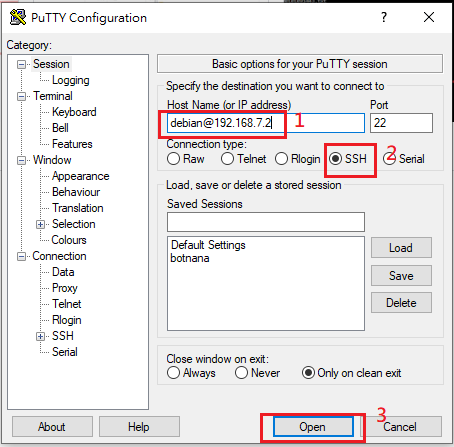 PuTTY Configuration
Category:
Session
Logging
Terminal
Keyboard
Bell
Features
Window
Appearance
Behaviour
Translation
Selection
Colours
Connection
Data
Proxy
Telnet
Rlogin
SSH
Serial
Basic options for your PuTTY session
Specify the destination you want to connect to
Host Name (or IP address) Port
debian@192.168.7.2 1 22
Connection type:
Raw Telnet Rlogin SSH 2 Serial
Load, save or delete a stored session
Saved Sessions
Default Settings
botnana
Load
Save
Delete
Close window on exit:
Always Never Only on clean exit
About Help Open 3 Cancel